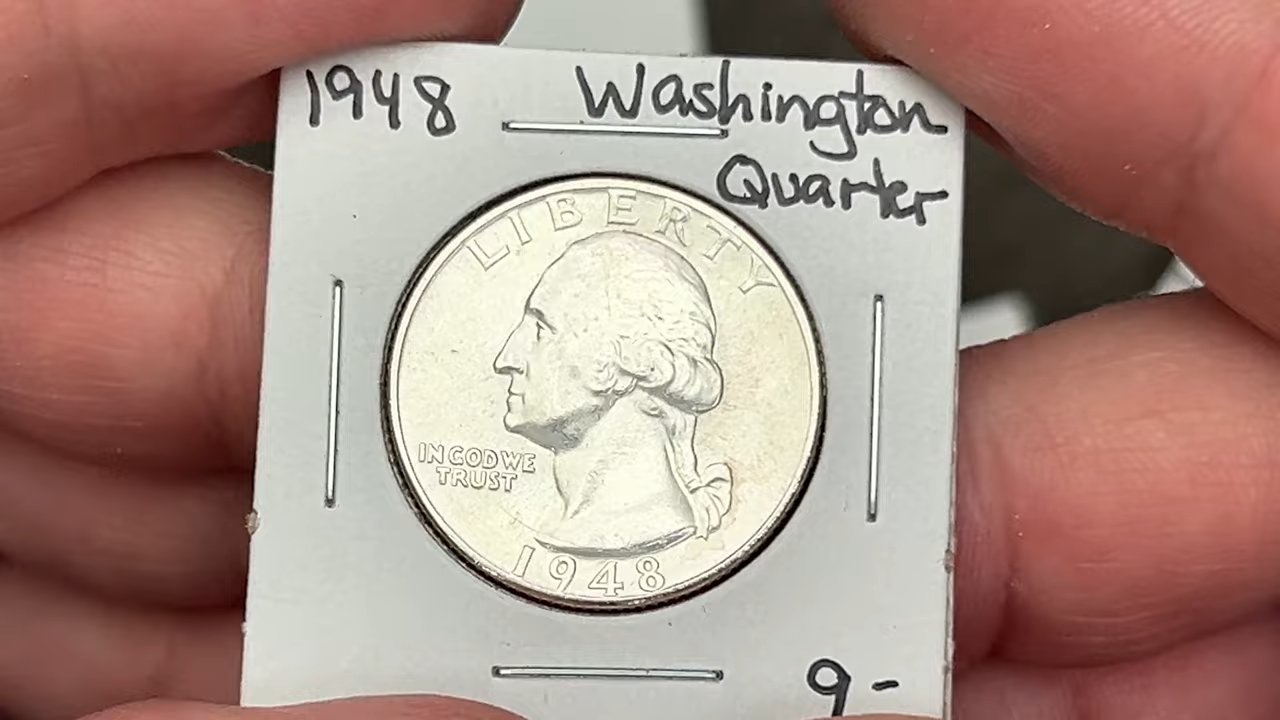 1948 Washington
Quarter
LIBERTY
IN GOD WE
TRUST
1948
9-